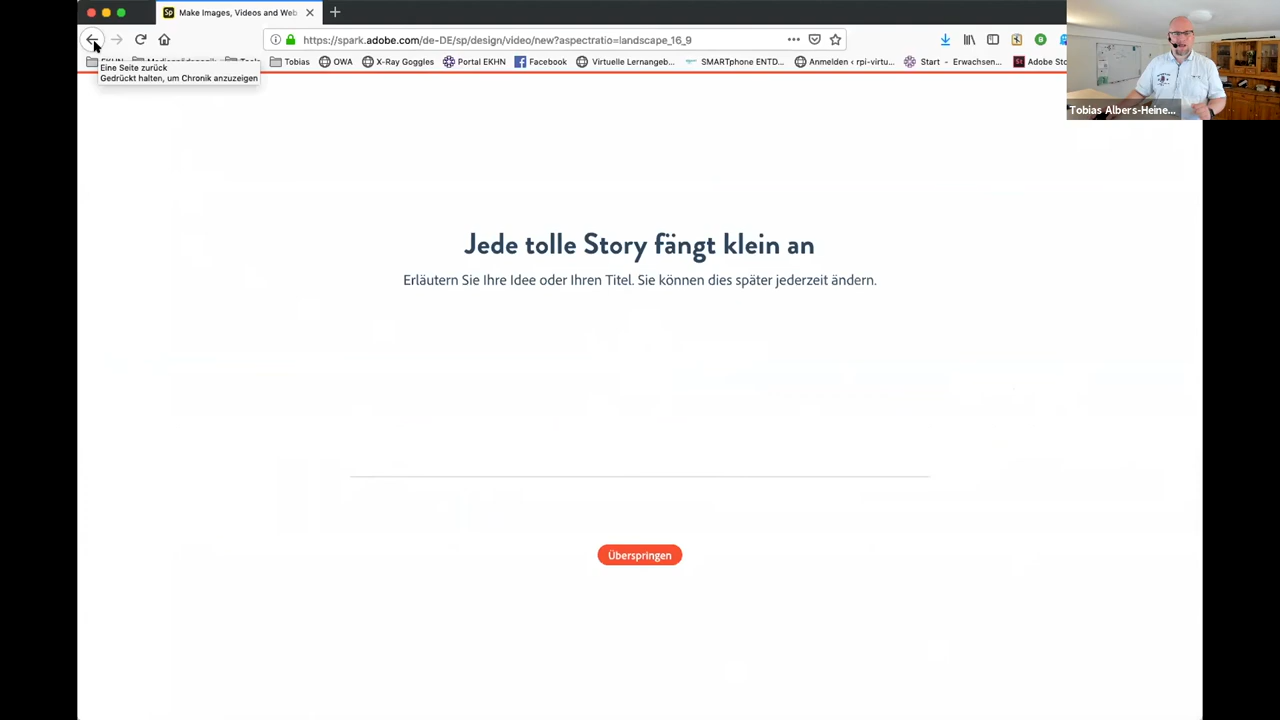 Sp Make Images, Videos and Web
https://spark.adobe.com/de-DE/sp/design/video/new?aspectratio=landscape_16_9
Tobias
OWA
X-Ray Goggles
Portal EKHN
Facebook
Virtuelle Lernangeb...
SMARTphone ENTD...
Anmelden ‹ rpi-virtu...
Start - Erwachsen...
St Adobe Sto
Eine Seite zurück
Gedrückt halten, um Chronik anzuzeigen
Tobias Albers-Heine...
Jede tolle Story fängt klein an
Erläutern Sie Ihre Idee oder Ihren Titel. Sie können dies später jederzeit ändern.
Überspringen